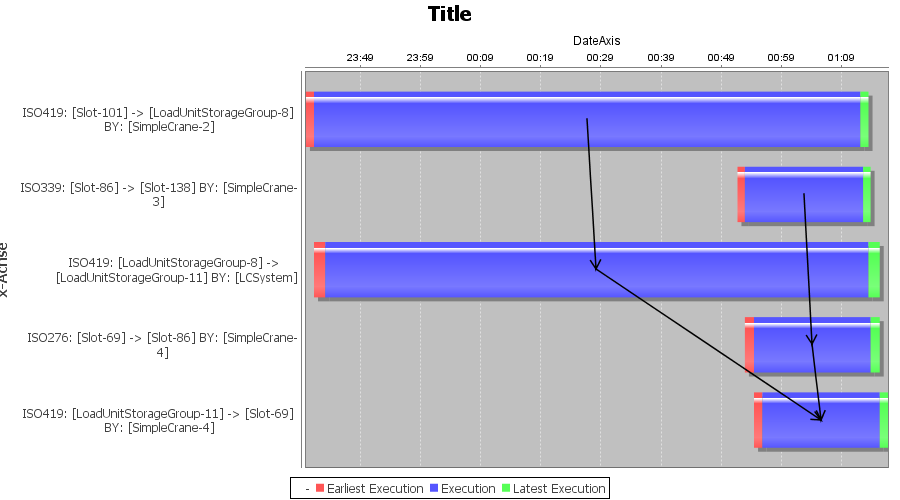 Title
DateAxis
23:49 23:59 00:09 00:19 00:29 00:39 00:49 00:59 01:09
ISO419: [Slot-101] -> [LoadUnitStorageGroup-8]
BY: [SimpleCrane-2]
ISO339: [Slot-86] -> [Slot-138] BY: [SimpleCrane-
3]
ISO419: [LoadUnitStorageGroup-8] ->
[LoadUnitStorageGroup-11] BY: [LCSystem]
ISO276: [Slot-69] -> [Slot-86] BY: [SimpleCrane-
4]
ISO419: [LoadUnitStorageGroup-11] -> [Slot-69]
BY: [SimpleCrane-4]
x-Achse
- Earliest Execution Execution Latest Execution